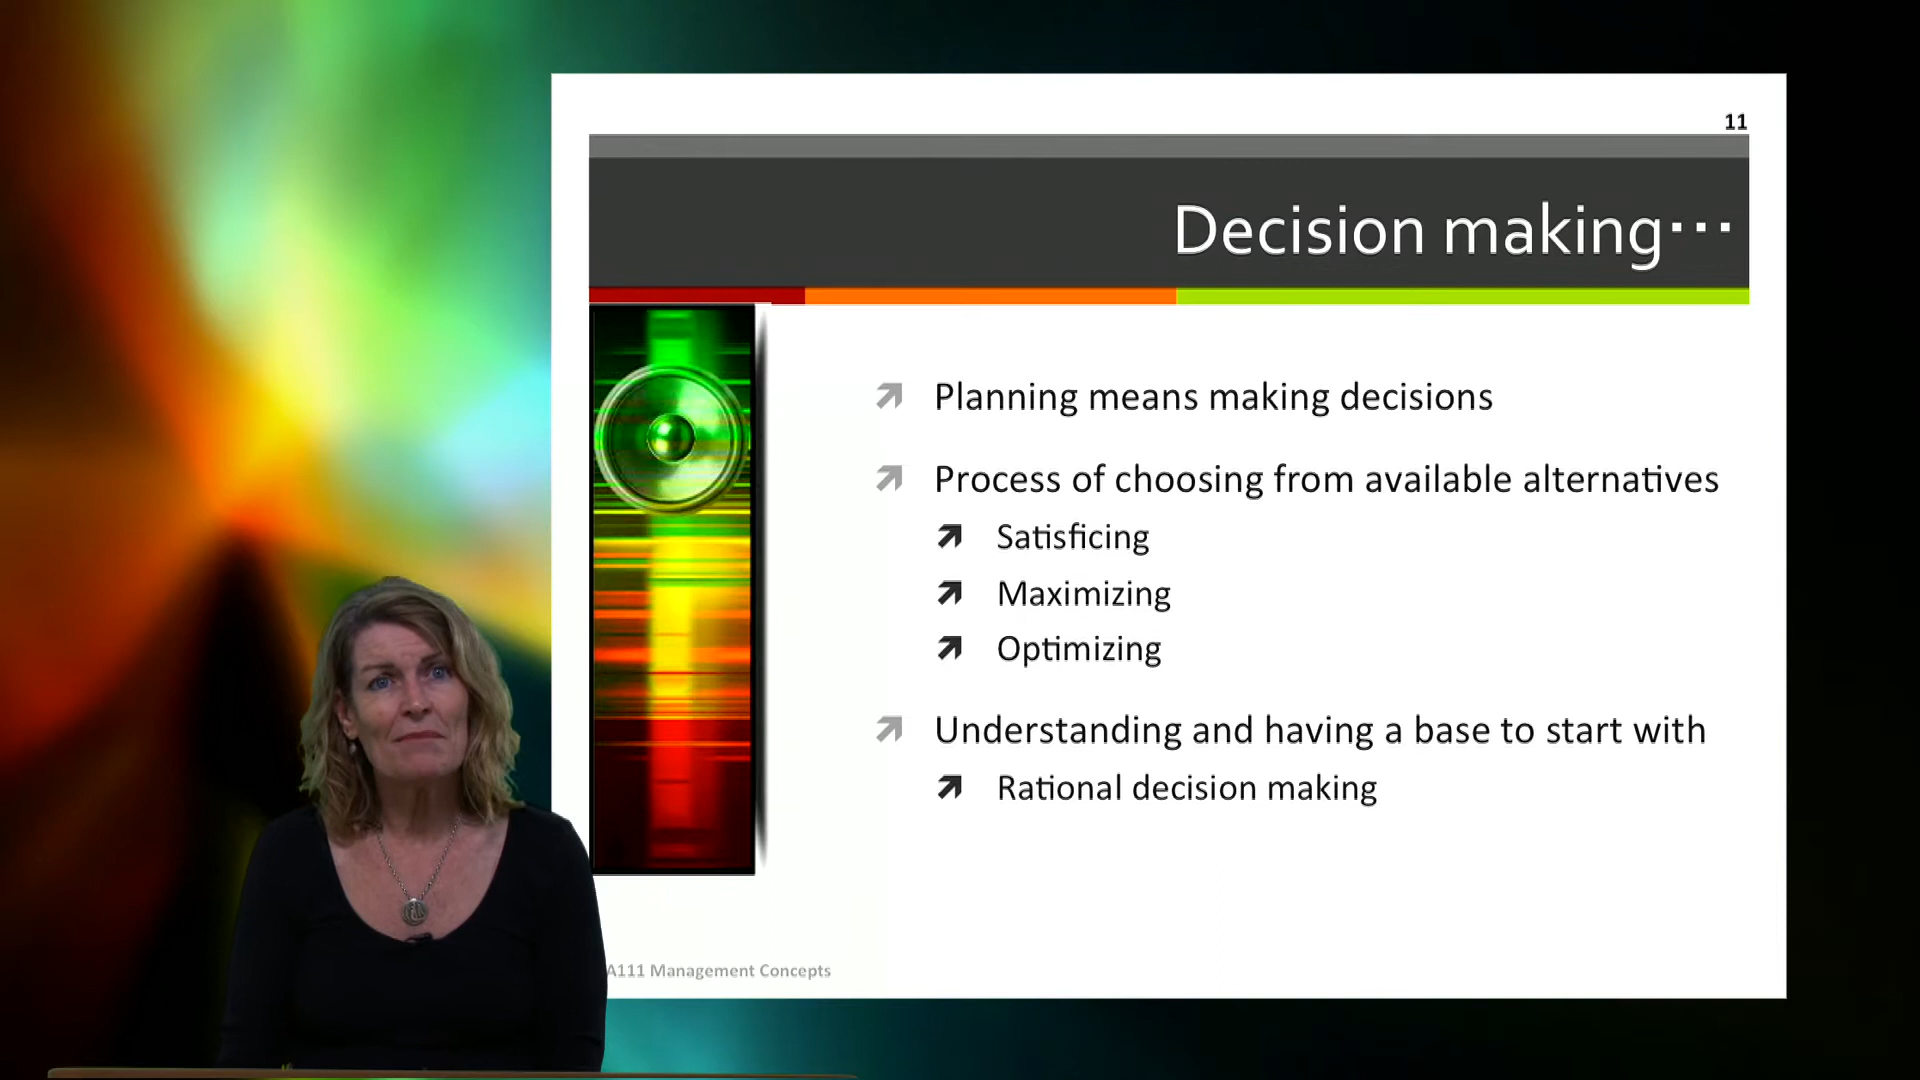 11
Decision making…
Planning means making decisions
Process of choosing from available alternatives
Satisficing
Maximizing
Optimizing
Understanding and having a base to start with
Rational decision making
A111 Management Concepts